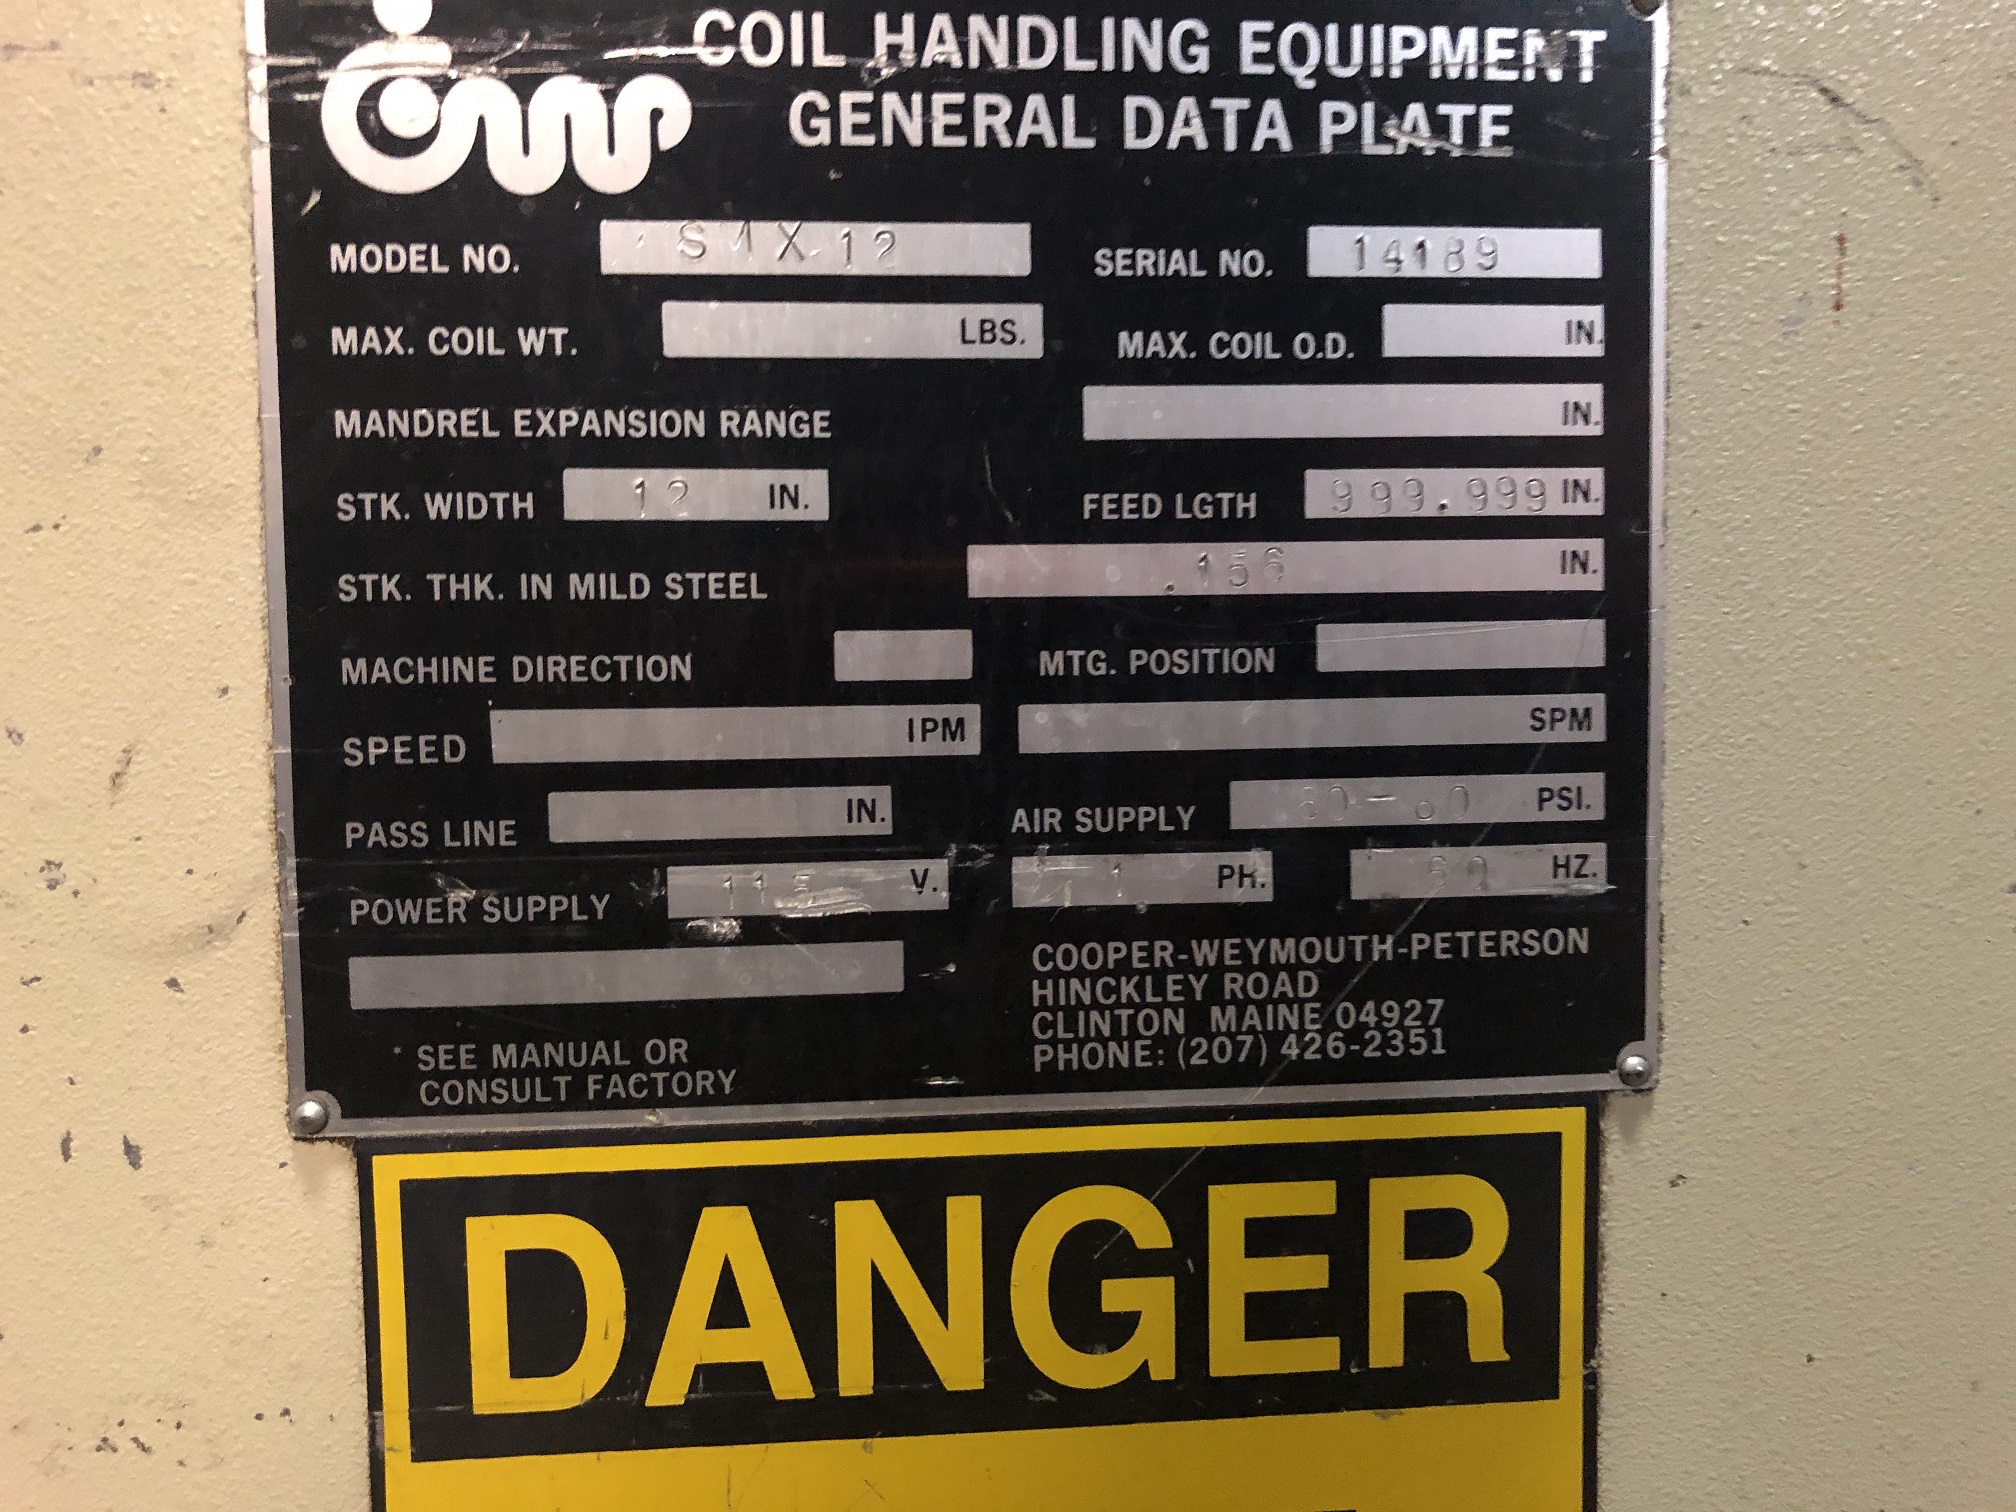 cwp
COIL HANDLING EQUIPMENT
GENERAL DATA PLATE
MODEL NO. SMX-12 SERIAL NO. 14189
MAX. COIL WT. LBS. MAX. COIL O.D. IN.
MANDREL EXPANSION RANGE IN.
STK. WIDTH 12 IN. FEED LGTH 999.999 IN.
STK. THK. IN MILD STEEL .156 IN.
MACHINE DIRECTION MTG. POSITION
SPEED IPM SPM
PASS LINE IN. AIR SUPPLY PSI.
POWER SUPPLY 115 V. 1 PH. 60 HZ.
COOPER-WEYMOUTH-PETERSON
HINCKLEY ROAD
CLINTON MAINE 04927
PHONE: (207) 426-2351
* SEE MANUAL OR
CONSULT FACTORY
DANGER